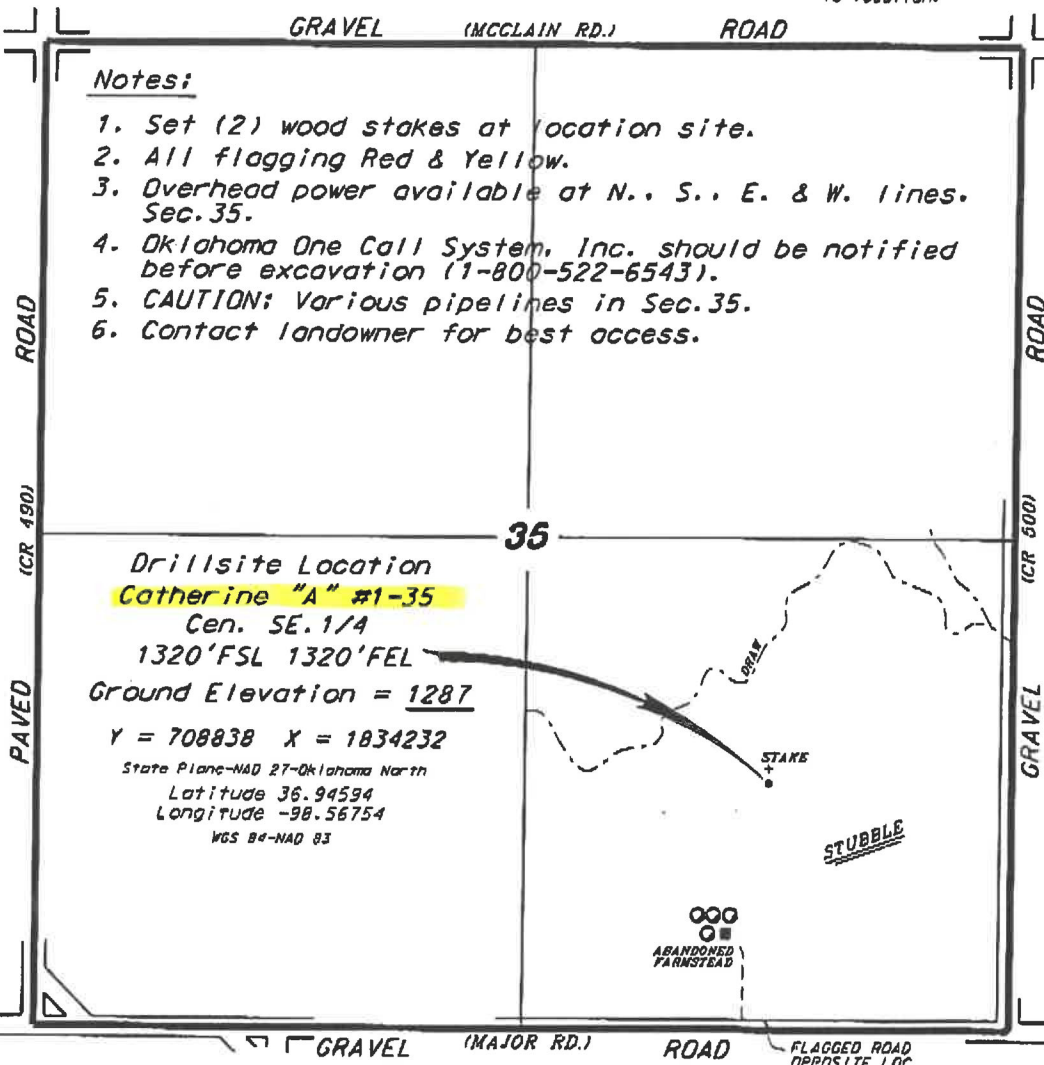 GRAVEL (MCCLAIN RD.) ROAD
Notes:
1. Set (2) wood stakes at location site.
2. All flagging Red & Yellow.
3. Overhead power available at N., S., E. & W. lines.
Sec.35.
4. Oklahoma One Call System, Inc. should be notified
before excavation (1-800-522-6543).
5. CAUTION: Various pipelines in Sec.35.
6. Contact landowner for best access.
PAVED (CR 490) ROAD
GRAVEL (CR 500) ROAD
35
Drillsite Location
Catherine "A" #1-35
Cen. SE.1/4
1320'FSL 1320'FEL
Ground Elevation = 1287
Y = 708838 X = 1834232
State Plane-NAD 27-Oklahoma North
Latitude 36.94594
Longitude -98.56754
WGS 84-NAD 83
DRAW
STAKE
STUBBLE
ABANDONED
FARMSTEAD
GRAVEL (MAJOR RD.) ROAD
FLAGGED ROAD
OPPOSITE LOC